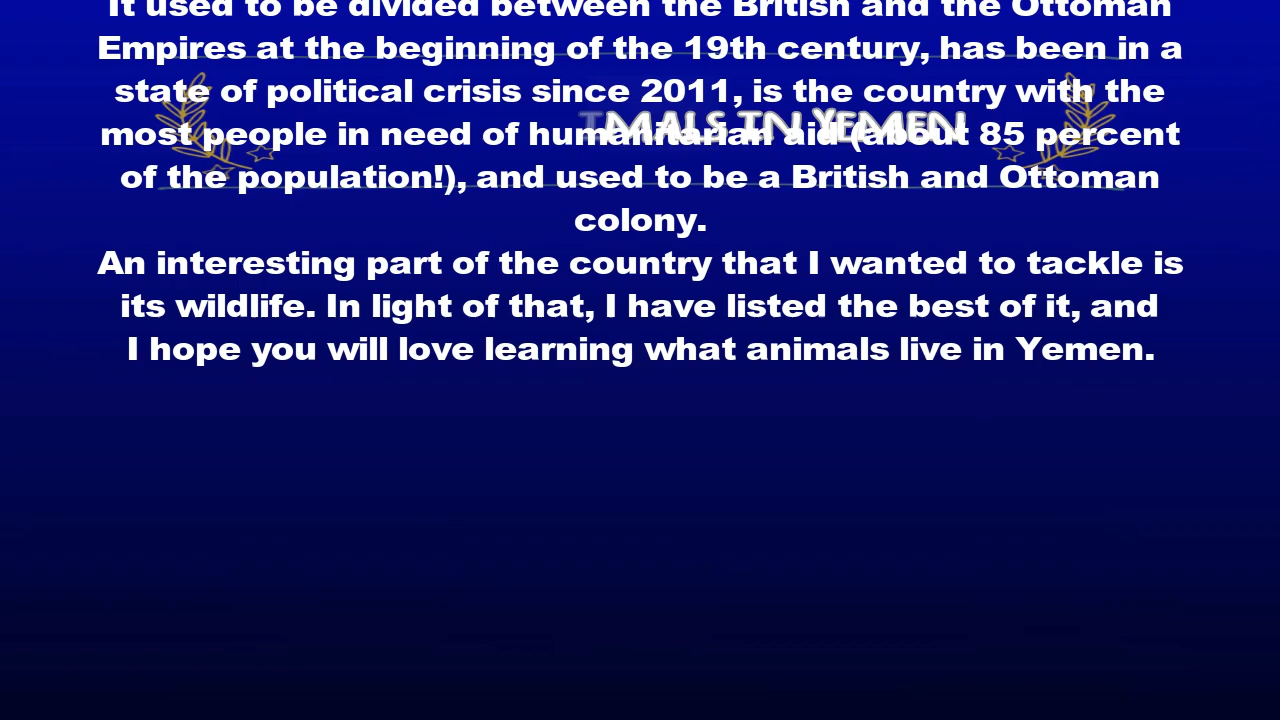 It used to be divided between the British and the Ottoman
Empires at the beginning of the 19th century, has been in a
state of political crisis since 2011, is the country with the
most people in need of humanitarian aid (about 85 percent
of the population!), and used to be a British and Ottoman
colony.
An interesting part of the country that I wanted to tackle is
its wildlife. In light of that, I have listed the best of it, and
I hope you will love learning what animals live in Yemen.
IMALS IN YEMEN